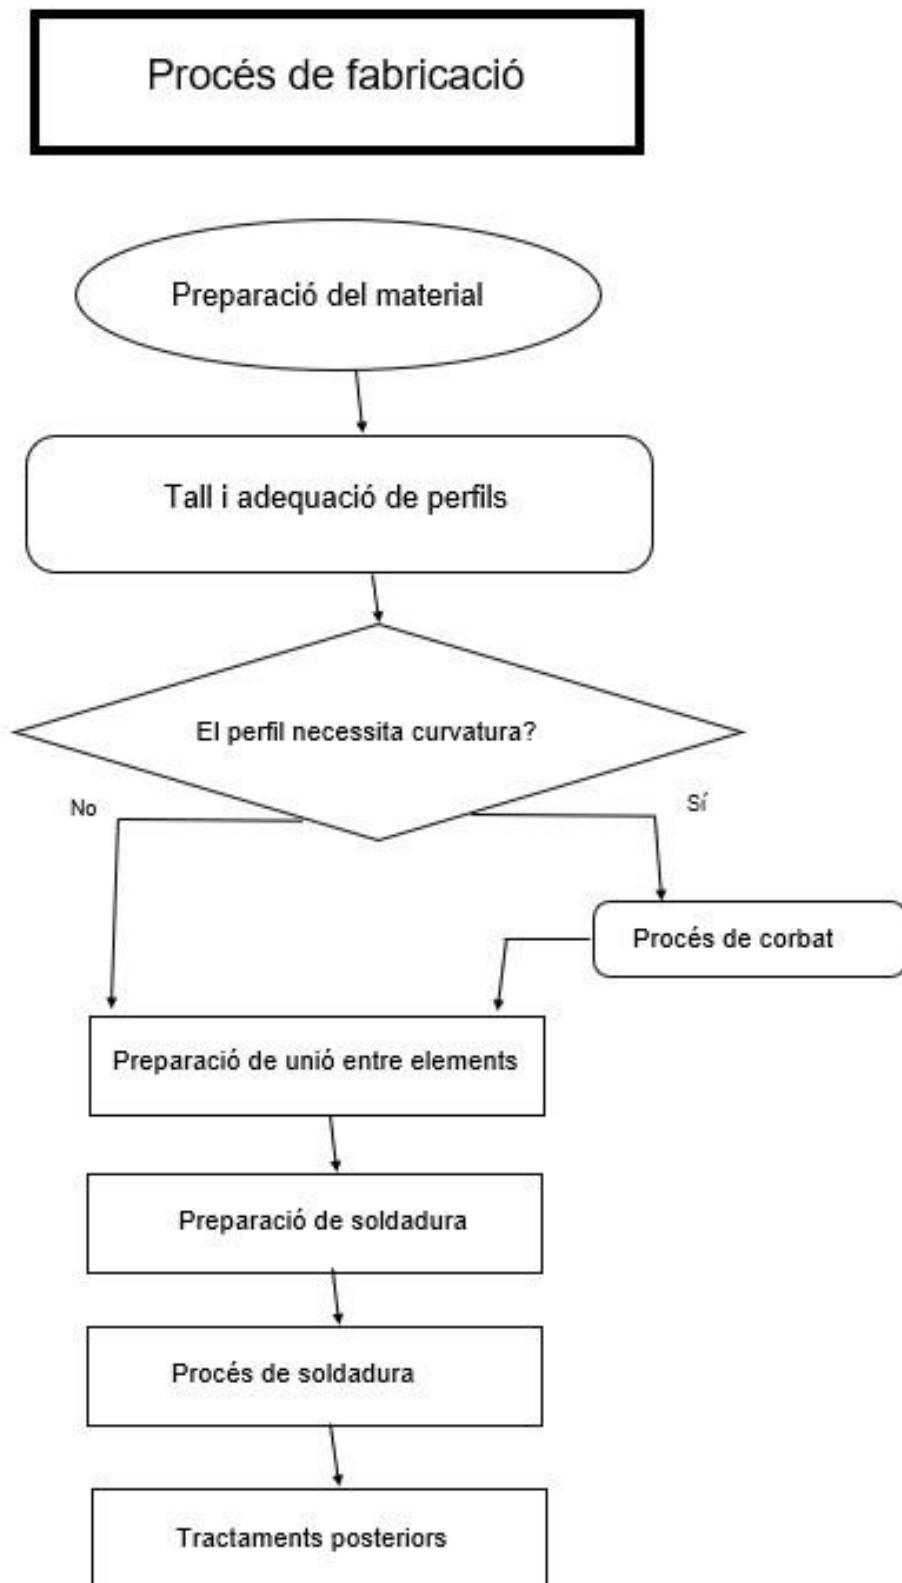 Procés de fabricació
Preparació del material
Tall i adequació de perfils
El perfil necessita curvatura?
No
Sí
Procés de corbat
Preparació de unió entre elements
Preparació de soldadura
Procés de soldadura
Tractaments posteriors